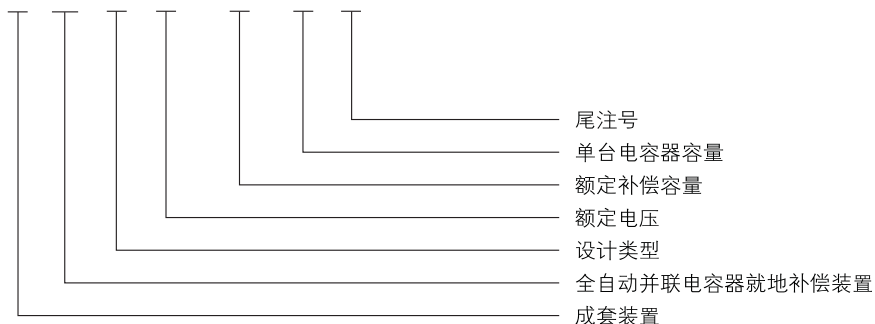 尾注号
单台电容器容量
额定补偿容量
额定电压
设计类型
全自动并联电容器就地补偿装置
成套装置